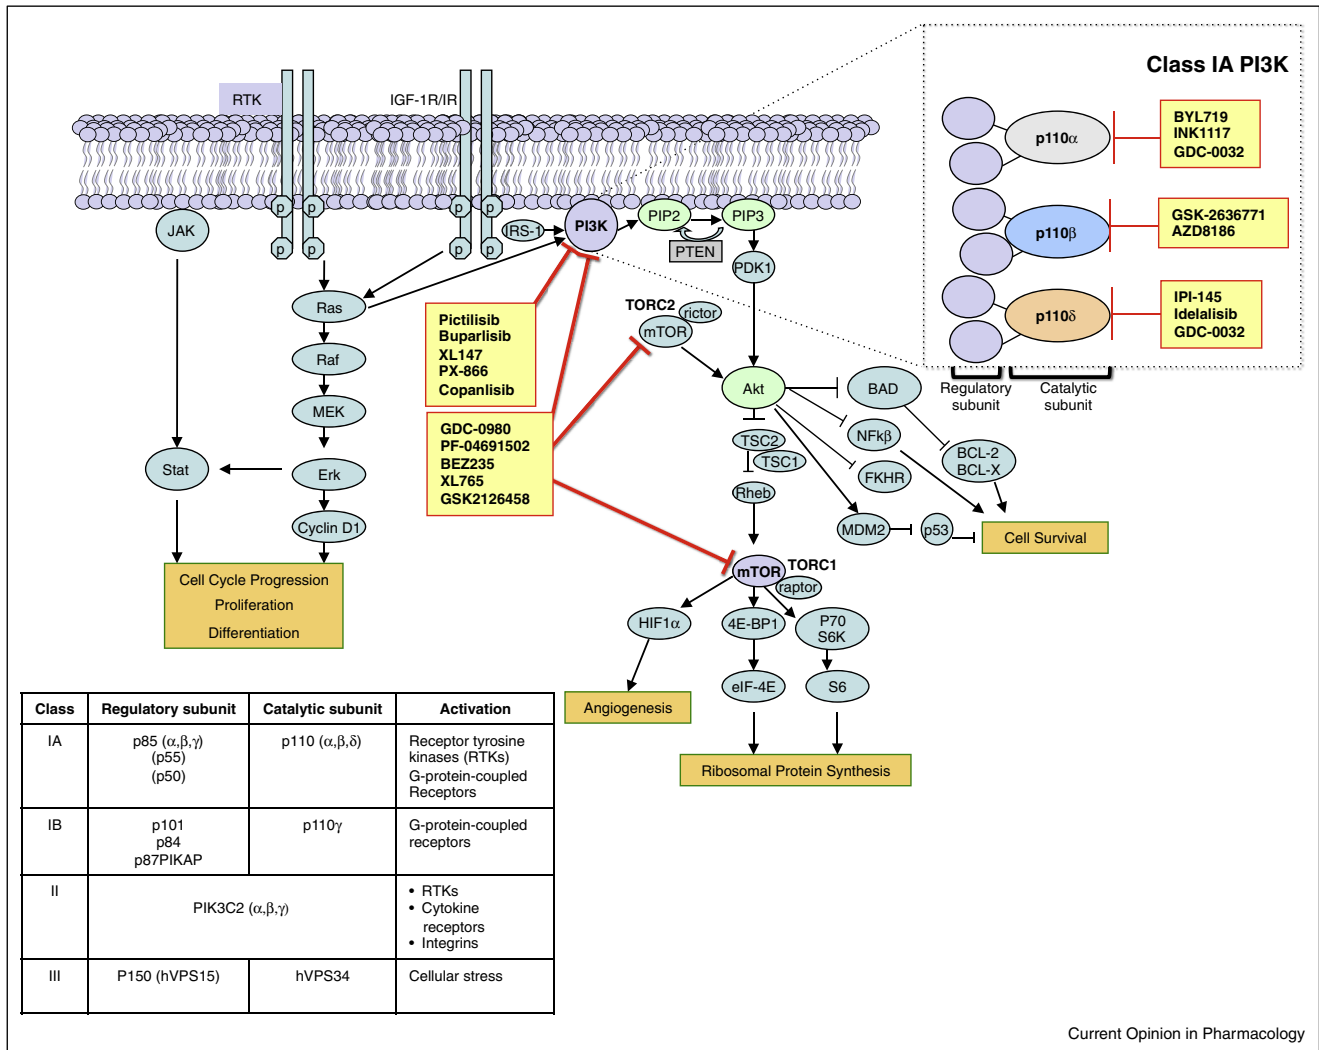 Class IA PI3K
RTK
IGF-1R/IR
p110α
BYL719
INK1117
GDC-0032
p110β
GSK-2636771
AZD8186
p110δ
IPI-145
Idelalisib
GDC-0032
Regulatory
subunit
Catalytic
subunit
p
p
p
p
p
p
p
p
JAK
IRS-1
PI3K
PIP2
PIP3
PTEN
PDK1
Ras
Raf
MEK
Erk
Stat
Cyclin D1
Cell Cycle Progression
Proliferation
Differentiation
Pictilisib
Buparlisib
XL147
PX-866
Copanlisib
GDC-0980
PF-04691502
BEZ235
XL765
GSK2126458
TORC2
rictor
mTOR
Akt
BAD
NFkβ
FKHR
BCL-2
BCL-X
TSC2
TSC1
Rheb
MDM2
p53
Cell Survival
mTOR
TORC1
raptor
HIF1α
4E-BP1
P70
S6K
eIF-4E
S6
Angiogenesis
Ribosomal Protein Synthesis
Class Regulatory subunit Catalytic subunit Activation
IA p85 (α,β,γ) p110 (α,β,δ) Receptor tyrosine
(p55) kinases (RTKs)
(p50) G-protein-coupled
Receptors
IB p101 p110γ G-protein-coupled
p84 receptors
p87PIKAP
II PIK3C2 (α,β,γ) • RTKs
• Cytokine
receptors
• Integrins
III P150 (hVPS15) hVPS34 Cellular stress
Current Opinion in Pharmacology